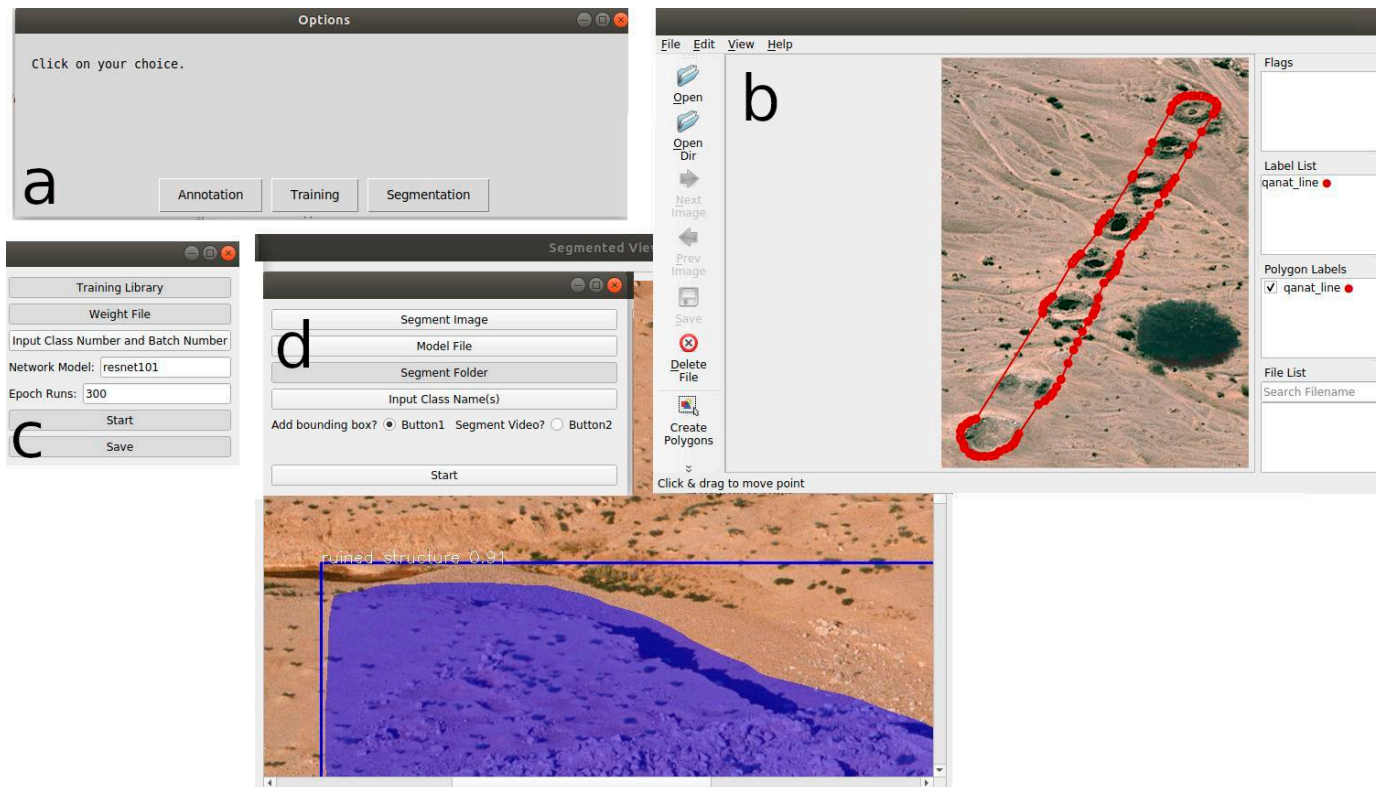 Options
Click on your choice.
a
Annotation Training Segmentation
File Edit View Help
b
Open
Open Dir
Next Image
Prev Image
Save
Delete File
Create Polygons
Click & drag to move point
Flags
Label List
qanat_line
Polygon Labels
qanat_line
File List
Search Filename
Training Library
Weight File
Input Class Number and Batch Number
Network Model: resnet101
Epoch Runs: 300
Start
Save
c
Segmented Vie
d
Segment Image
Model File
Segment Folder
Input Class Name(s)
Add bounding box? Button1 Segment Video? Button2
Start
ruined structure 0.91